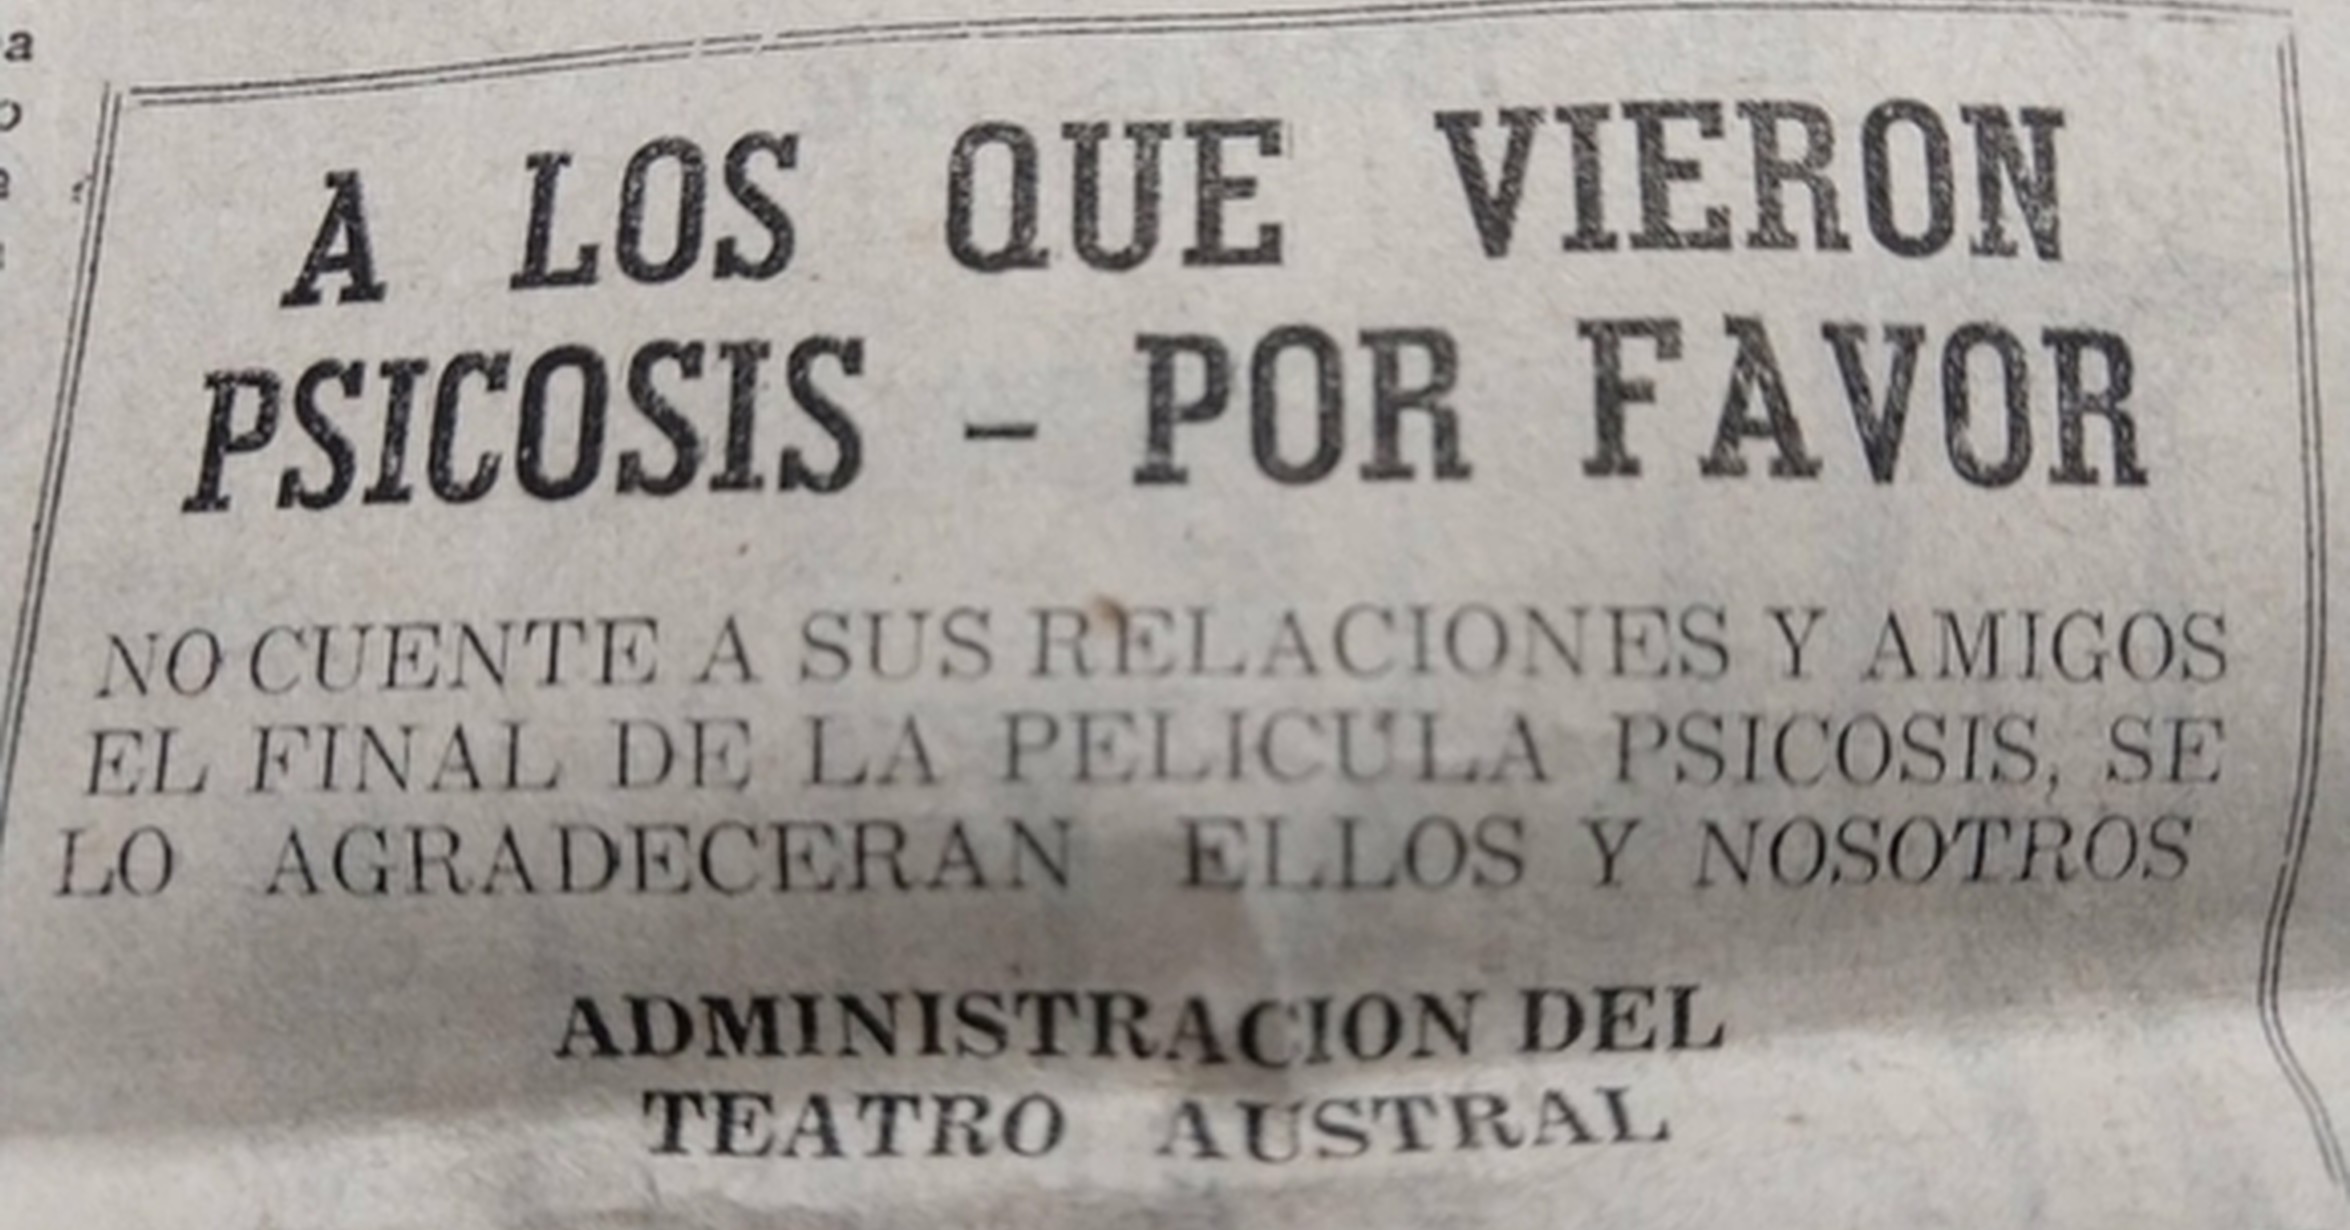 A LOS QUE VIERON
PSICOSIS – POR FAVOR
NO CUENTE A SUS RELACIONES Y AMIGOS
EL FINAL DE LA PELICULA PSICOSIS, SE
LO AGRADECERAN ELLOS Y NOSOTROS
ADMINISTRACION DEL
TEATRO AUSTRAL